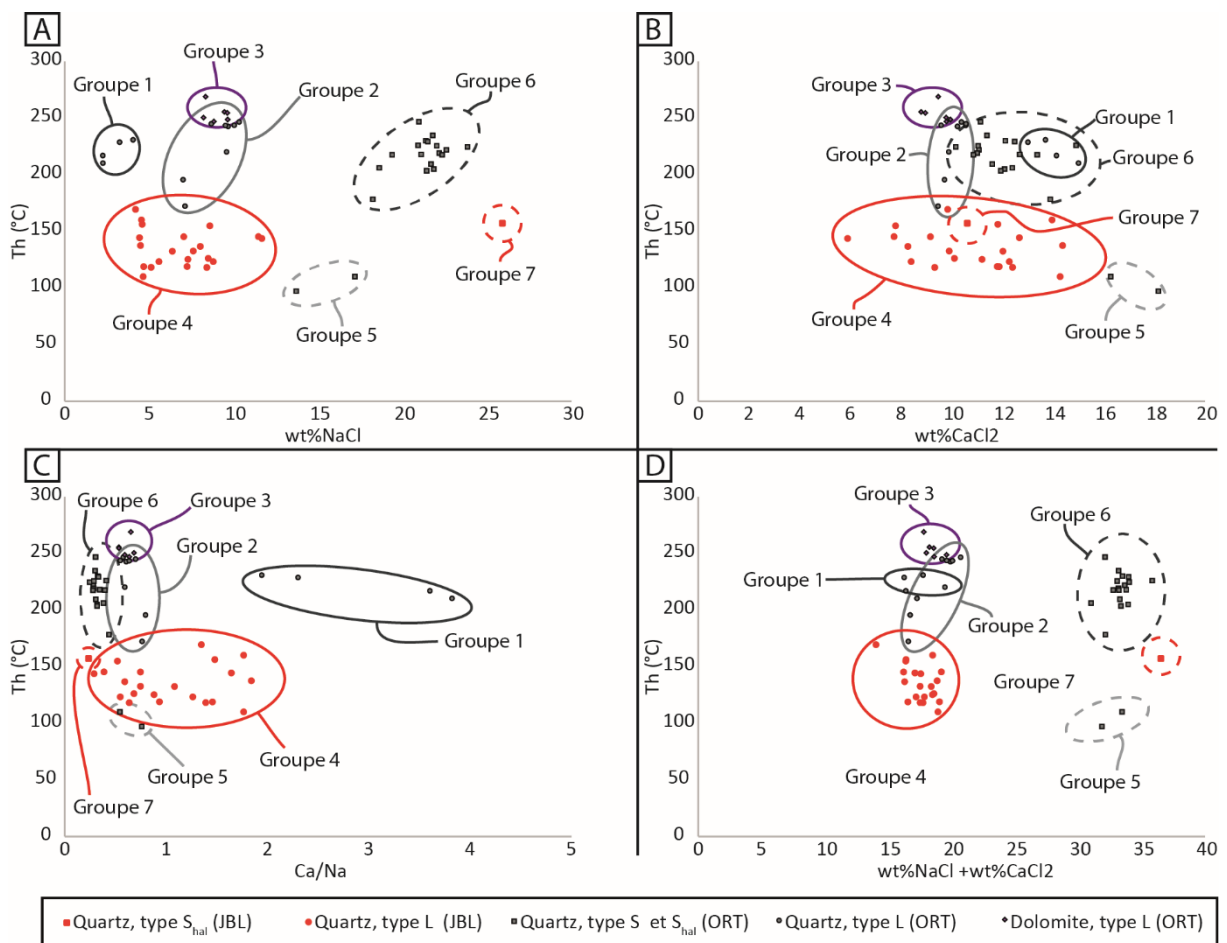 A
Groupe 3
Groupe 1
Groupe 2
Groupe 6
Groupe 4
Groupe 5
Groupe 7
Th (°C)
300
250
200
150
100
50
0
0 5 10 15 20 25 30
wt%NaCl
B
Groupe 3
Groupe 1
Groupe 2
Groupe 6
Groupe 7
Groupe 4
Groupe 5
Th (°C)
300
250
200
150
100
50
0
0 2 4 6 8 10 12 14 16 18 20
wt%CaCl2
C
Groupe 6
Groupe 3
Groupe 2
Groupe 1
Groupe 4
Groupe 5
Groupe 7
Th (°C)
300
250
200
150
100
50
0
0 1 2 3 4 5
Ca/Na
D
Groupe 3
Groupe 6
Groupe 1
Groupe 2
Groupe 7
Groupe 4
Groupe 5
Th (°C)
300
250
200
150
100
50
0
0 5 10 15 20 25 30 35 40
wt%NaCl +wt%CaCl2
Quartz, type Shal (JBL) Quartz, type L (JBL) Quartz, type S et Shal (ORT) Quartz, type L (ORT) Dolomite, type L (ORT)